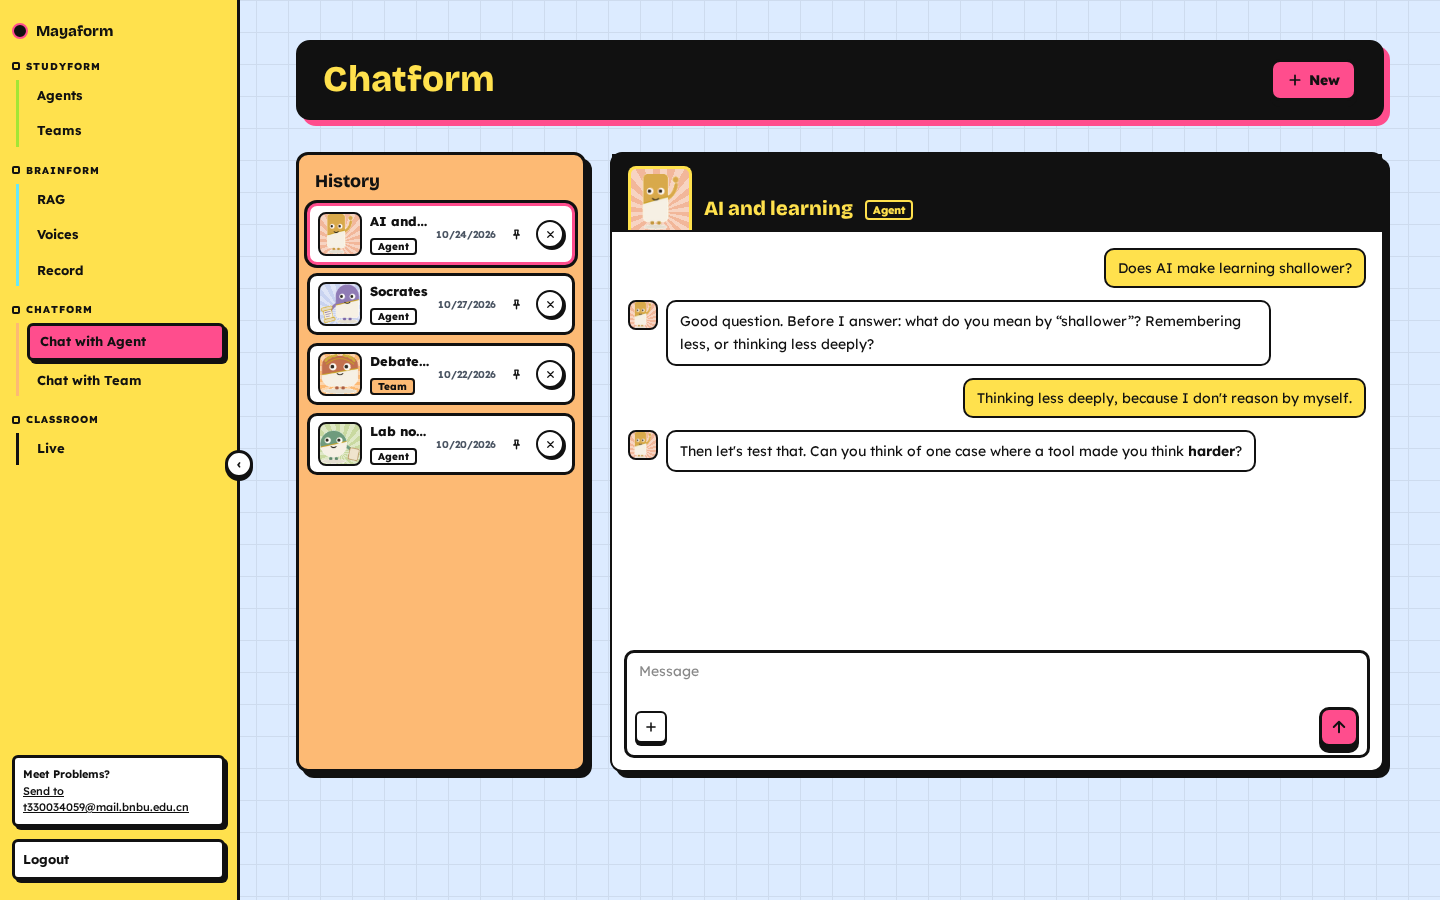 Mayaform
STUDYFORM
Agents
Teams
BRAINFORM
RAG
Voices
Record
CHATFORM
Chat with Agent
Chat with Team
CLASSROOM
Live
Meet Problems?
Send to
t330034059@mail.bnbu.edu.cn
Logout
Chatform
+ New
History
AI and...
Agent
10/24/2026
Socrates
Agent
10/27/2026
Debate...
Team
10/22/2026
Lab no...
Agent
10/20/2026
AI and learning Agent
Does AI make learning shallower?
Good question. Before I answer: what do you mean by “shallower”? Remembering
less, or thinking less deeply?
Thinking less deeply, because I don't reason by myself.
Then let's test that. Can you think of one case where a tool made you think harder?
Message